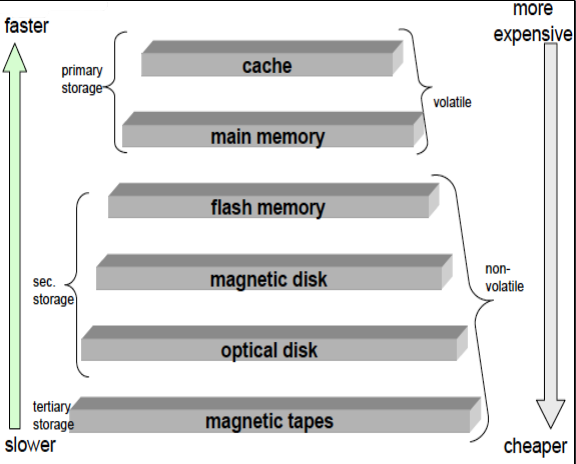 faster
more
expensive
primary
storage
cache
volatile
main memory
flash memory
sec.
storage
magnetic disk
non-
volatile
optical disk
tertiary
storage
magnetic tapes
slower
cheaper